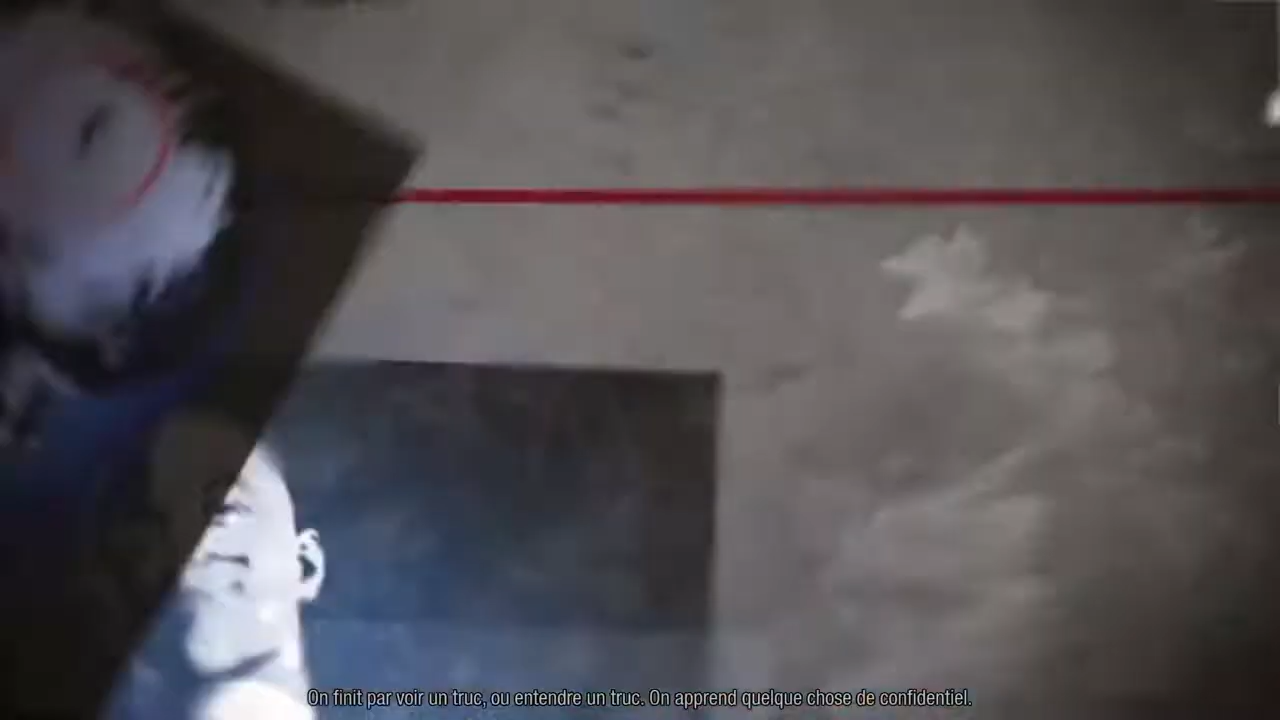 On finit par voir un truc, ou entendre un truc. On apprend quelque chose de confidentiel.